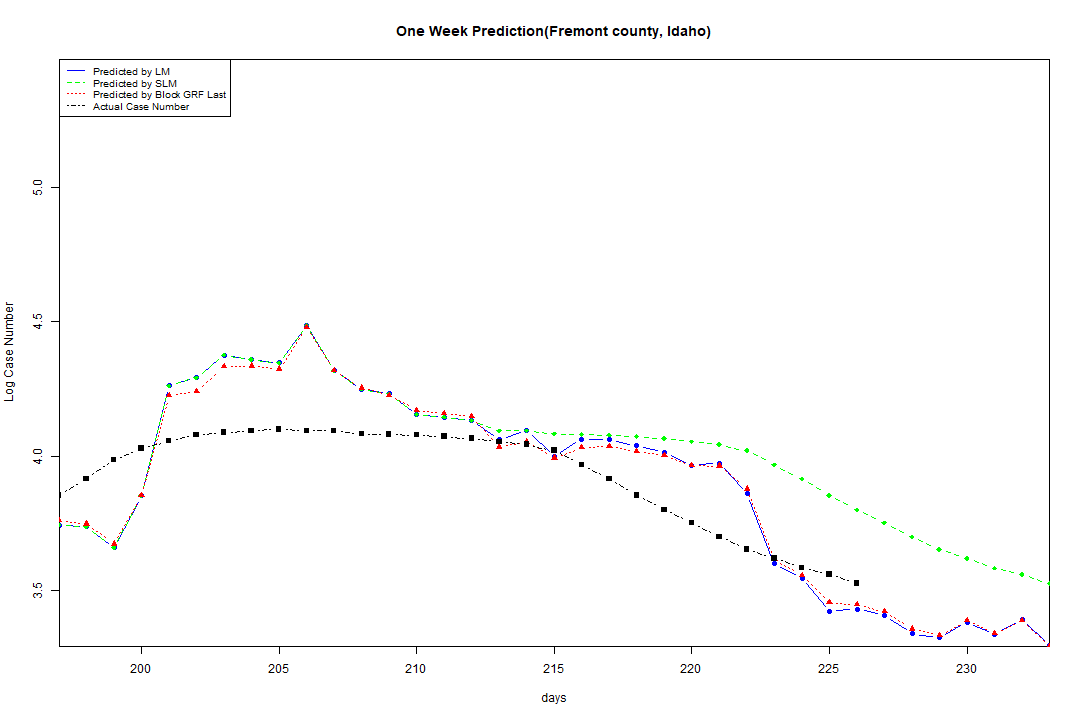 One Week Prediction(Fremont county, Idaho)
Predicted by LM
Predicted by SLM
Predicted by Block GRF Last
Actual Case Number
Log Case Number
5.0
4.5
4.0
3.5
200 205 210 215 220 225 230
days